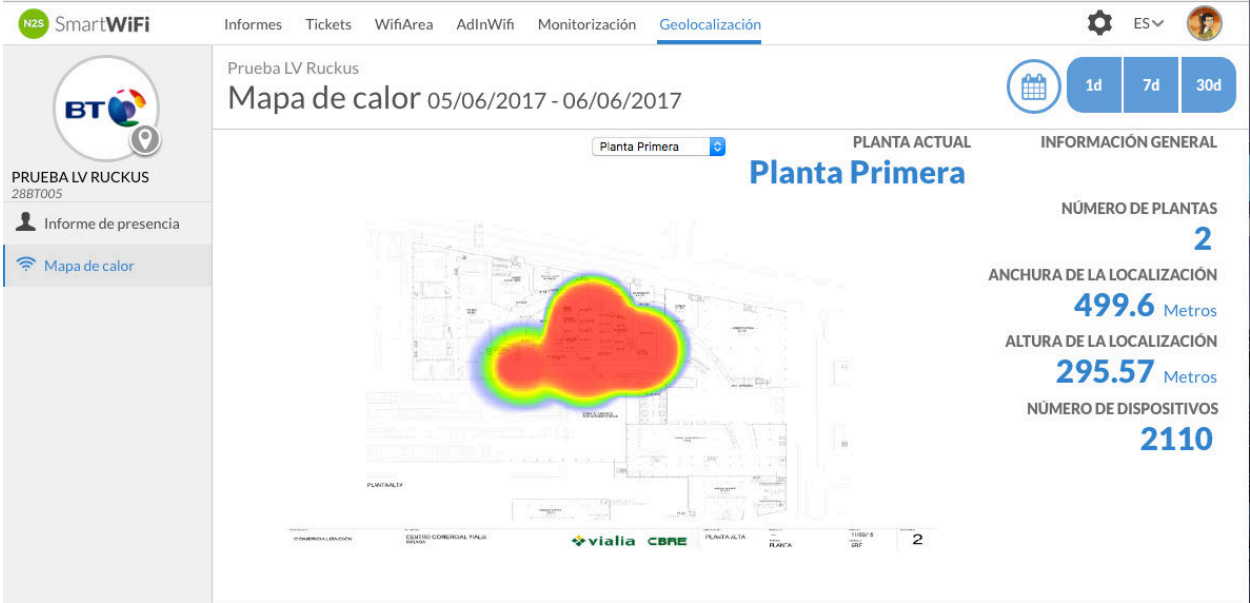 N2S SmartWiFi
Informes Tickets WifiArea AdInWifi Monitorización Geolocalización ES
BT
PRUEBA LV RUCKUS
28BT005
Informe de presencia
Mapa de calor
Prueba LV Ruckus
Mapa de calor 05/06/2017 - 06/06/2017
1d 7d 30d
Planta Primera
PLANTA ACTUAL
Planta Primera
INFORMACIÓN GENERAL
NÚMERO DE PLANTAS
2
ANCHURA DE LA LOCALIZACIÓN
499.6 Metros
ALTURA DE LA LOCALIZACIÓN
295.57 Metros
NÚMERO DE DISPOSITIVOS
2110
PLANTA ALTA
COMERCIALIZACIÓN
CENTRO COMERCIAL VIALIA
MALAGA
vialia CBRE
PLANTA ALTA
PLANTA
2